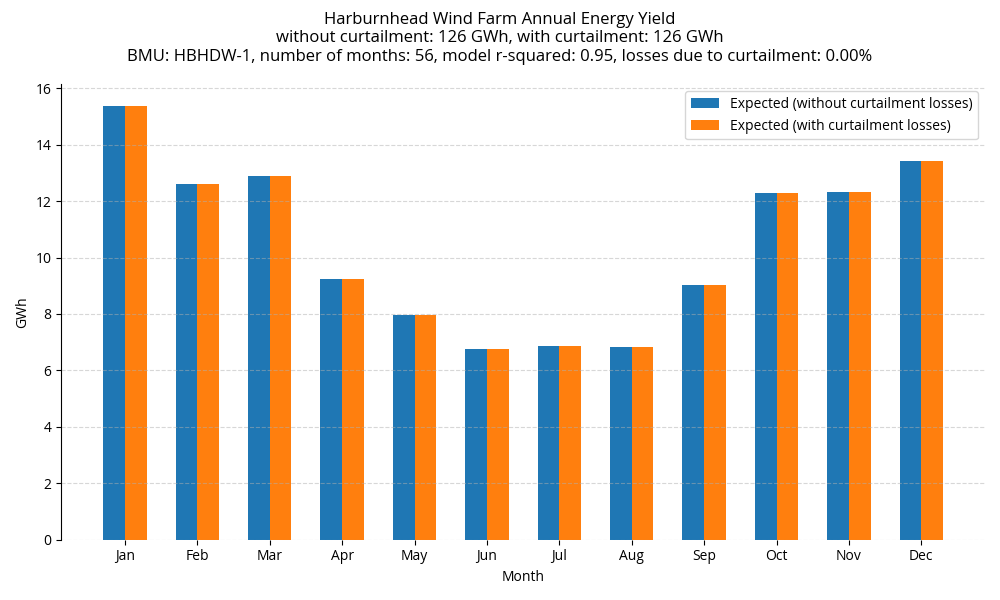 Harburnhead Wind Farm Annual Energy Yield
without curtailment: 126 GWh, with curtailment: 126 GWh
BMU: HBHDW-1, number of months: 56, model r-squared: 0.95, losses due to curtailment: 0.00%
Expected (without curtailment losses)
Expected (with curtailment losses)
GWh
16
14
12
10
8
6
4
2
0
Jan Feb Mar Apr May Jun Jul Aug Sep Oct Nov Dec
Month